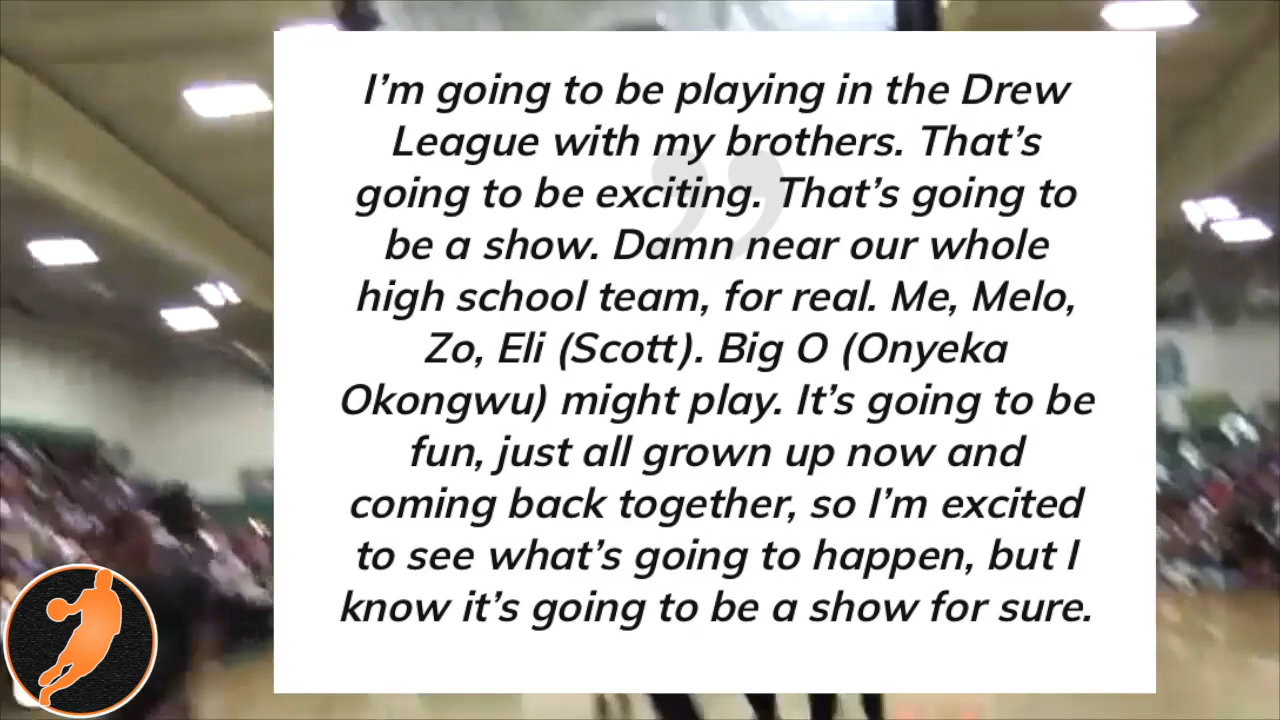 I’m going to be playing in the Drew
League with my brothers. That’s
going to be exciting. That’s going to
be a show. Damn near our whole
high school team, for real. Me, Melo,
Zo, Eli (Scott). Big O (Onyeka
Okongwu) might play. It’s going to be
fun, just all grown up now and
coming back together, so I’m excited
to see what’s going to happen, but I
know it’s going to be a show for sure.